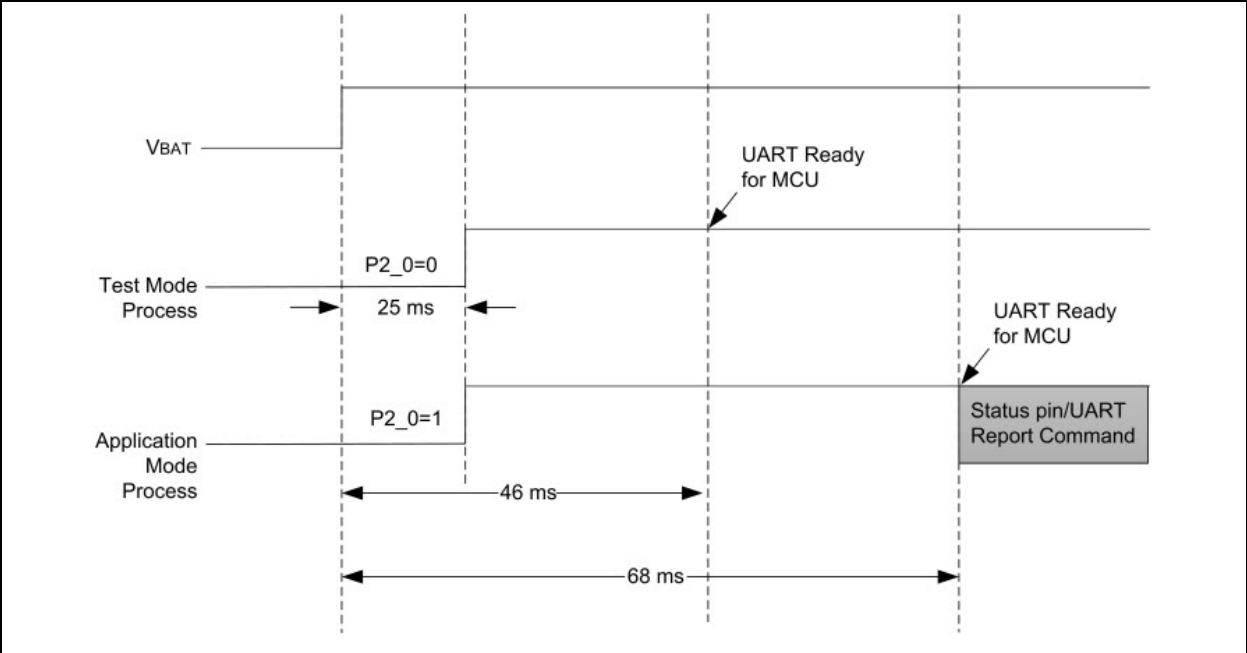 VBAT
UART Ready
for MCU
P2_0=0
Test Mode
Process
25 ms
UART Ready
for MCU
P2_0=1
Status pin/UART
Report Command
Application
Mode
Process
46 ms
68 ms